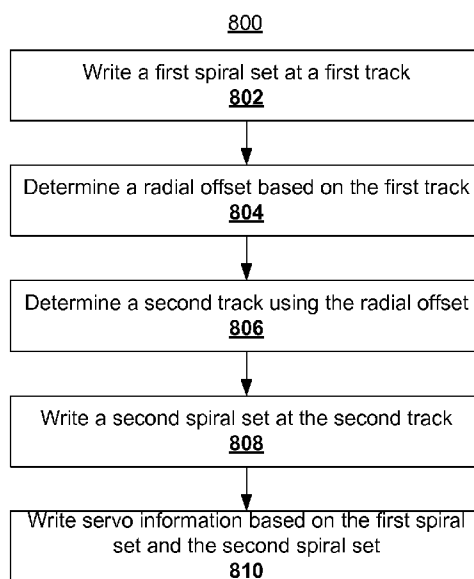 800
Write a first spiral set at a first track
802
Determine a radial offset based on the first track
804
Determine a second track using the radial offset
806
Write a second spiral set at the second track
808
Write servo information based on the first spiral
set and the second spiral set
810